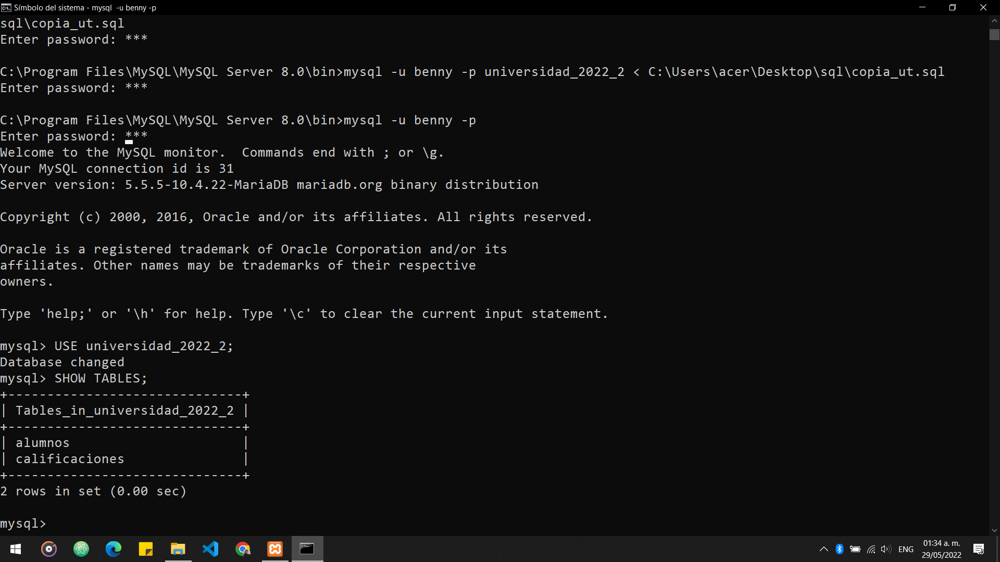 Símbolo del sistema - mysql  -u benny -p
sql\copia_ut.sql
Enter password: ***
C:\Program Files\MySQL\MySQL Server 8.0\bin>mysql -u benny -p universidad_2022_2 < C:\Users\acer\Desktop\sql\copia_ut.sql
Enter password: ***
C:\Program Files\MySQL\MySQL Server 8.0\bin>mysql -u benny -p
Enter password: ***
Welcome to the MySQL monitor.  Commands end with ; or \g.
Your MySQL connection id is 31
Server version: 5.5.5-10.4.22-MariaDB mariadb.org binary distribution
Copyright (c) 2000, 2016, Oracle and/or its affiliates. All rights reserved.
Oracle is a registered trademark of Oracle Corporation and/or its
affiliates. Other names may be trademarks of their respective
owners.
Type 'help;' or '\h' for help. Type '\c' to clear the current input statement.
mysql> USE universidad_2022_2;
Database changed
mysql> SHOW TABLES;
+------------------------------+
| Tables_in_universidad_2022_2 |
+------------------------------+
| alumnos                      |
| calificaciones               |
+------------------------------+
2 rows in set (0.00 sec)
mysql>
ENG
01:34 a. m.
29/05/2022